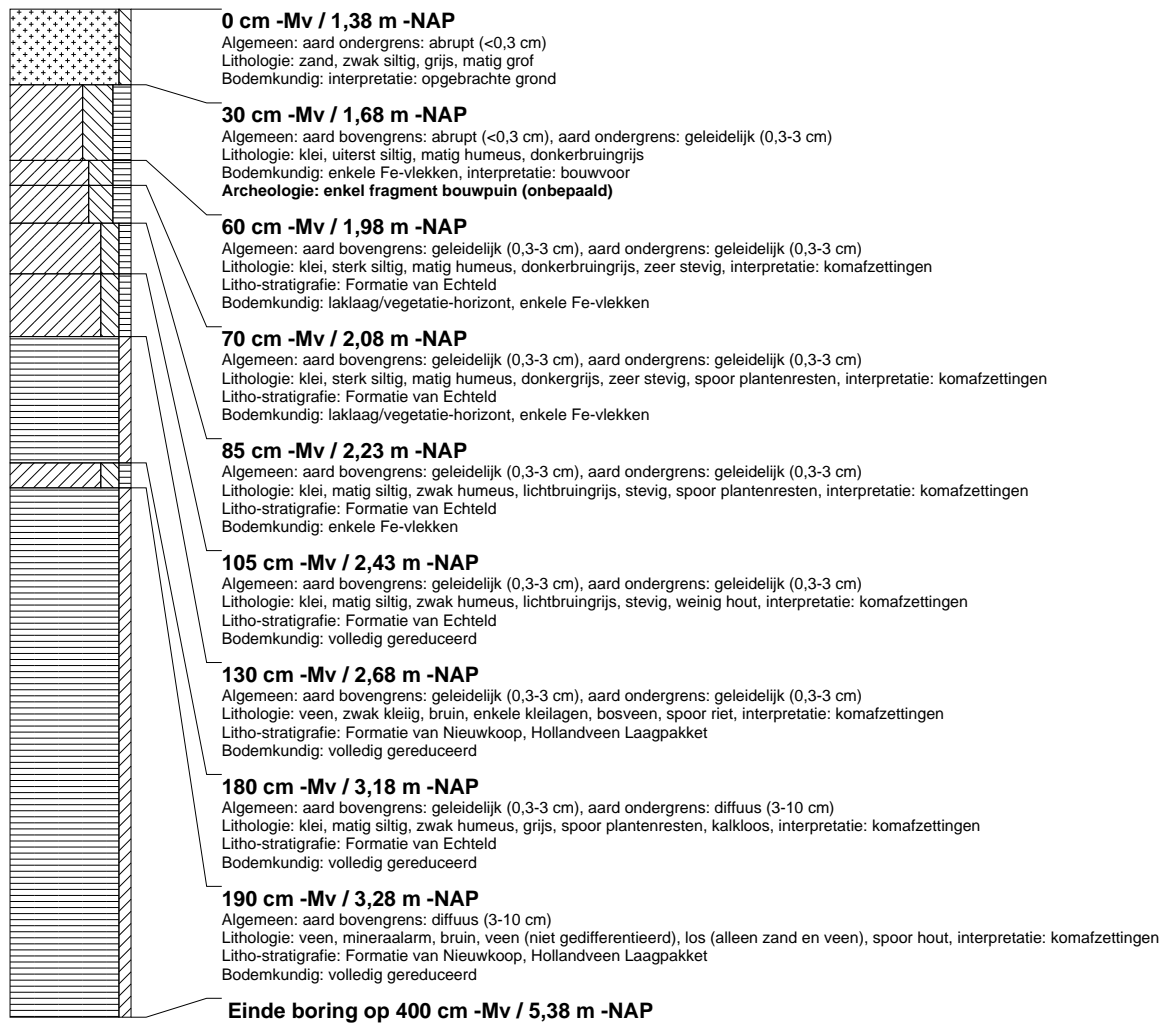 0 cm -Mv / 1,38 m -NAP
Algemeen: aard ondergrens: abrupt (<0,3 cm)
Lithologie: zand, zwak siltig, grijs, matig grof
Bodemkundig: interpretatie: opgebrachte grond
30 cm -Mv / 1,68 m -NAP
Algemeen: aard bovengrens: abrupt (<0,3 cm), aard ondergrens: geleidelijk (0,3-3 cm)
Lithologie: klei, uiterst siltig, matig humeus, donkerbruingrijs
Bodemkundig: enkele Fe-vlekken, interpretatie: bouwvoor
Archeologie: enkel fragment bouwpuin (onbepaald)
60 cm -Mv / 1,98 m -NAP
Algemeen: aard bovengrens: geleidelijk (0,3-3 cm), aard ondergrens: geleidelijk (0,3-3 cm)
Lithologie: klei, sterk siltig, matig humeus, donkerbruingrijs, zeer stevig, interpretatie: komafzettingen
Litho-stratigrafie: Formatie van Echteld
Bodemkundig: laklaag/vegetatie-horizont, enkele Fe-vlekken
70 cm -Mv / 2,08 m -NAP
Algemeen: aard bovengrens: geleidelijk (0,3-3 cm), aard ondergrens: geleidelijk (0,3-3 cm)
Lithologie: klei, sterk siltig, matig humeus, donkergrijs, zeer stevig, spoor plantenresten, interpretatie: komafzettingen
Litho-stratigrafie: Formatie van Echteld
Bodemkundig: laklaag/vegetatie-horizont, enkele Fe-vlekken
85 cm -Mv / 2,23 m -NAP
Algemeen: aard bovengrens: geleidelijk (0,3-3 cm), aard ondergrens: geleidelijk (0,3-3 cm)
Lithologie: klei, matig siltig, zwak humeus, lichtbruingrijs, stevig, spoor plantenresten, interpretatie: komafzettingen
Litho-stratigrafie: Formatie van Echteld
Bodemkundig: enkele Fe-vlekken
105 cm -Mv / 2,43 m -NAP
Algemeen: aard bovengrens: geleidelijk (0,3-3 cm), aard ondergrens: geleidelijk (0,3-3 cm)
Lithologie: klei, matig siltig, zwak humeus, lichtbruingrijs, stevig, weinig hout, interpretatie: komafzettingen
Litho-stratigrafie: Formatie van Echteld
Bodemkundig: volledig gereduceerd
130 cm -Mv / 2,68 m -NAP
Algemeen: aard bovengrens: geleidelijk (0,3-3 cm), aard ondergrens: geleidelijk (0,3-3 cm)
Lithologie: veen, zwak kleiig, bruin, enkele kleilagen, bosveen, spoor riet, interpretatie: komafzettingen
Litho-stratigrafie: Formatie van Nieuwkoop, Hollandveen Laagpakket
Bodemkundig: volledig gereduceerd
180 cm -Mv / 3,18 m -NAP
Algemeen: aard bovengrens: geleidelijk (0,3-3 cm), aard ondergrens: diffuus (3-10 cm)
Lithologie: klei, matig siltig, zwak humeus, grijs, spoor plantenresten, kalkloos, interpretatie: komafzettingen
Litho-stratigrafie: Formatie van Echteld
Bodemkundig: volledig gereduceerd
190 cm -Mv / 3,28 m -NAP
Algemeen: aard bovengrens: diffuus (3-10 cm)
Lithologie: veen, mineraalarm, bruin, veen (niet gedifferentieerd), los (alleen zand en veen), spoor hout, interpretatie: komafzettingen
Litho-stratigrafie: Formatie van Nieuwkoop, Hollandveen Laagpakket
Bodemkundig: volledig gereduceerd
Einde boring op 400 cm -Mv / 5,38 m -NAP